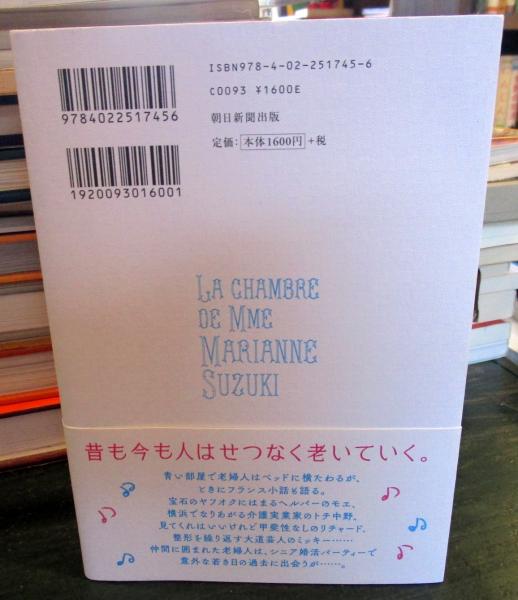 ISBN978-4-02-251745-6
C0093 ¥1600E
朝日新聞出版
定価: 本体1600円 +税
9784022517456
1920093016001
LA CHAMBRE
DE MME
MARIANNE
SUZUKI
昔も今も人はせつなく老いていく。
青い部屋で老婦人はベッドに横たわるが、
ときにフランス小話も語る。
宝石のヤフオクにはまるヘルパーのモエ、
横浜でなりあがる介護実業家のトチ中野、
見てくれはいいけれど甲斐性なしのリチャード、
整形を繰り返す大道芸人のミッキー……
仲間に囲まれた老婦人は、シニア婚活パーティーで
意外な若き日の過去に出会うが……。